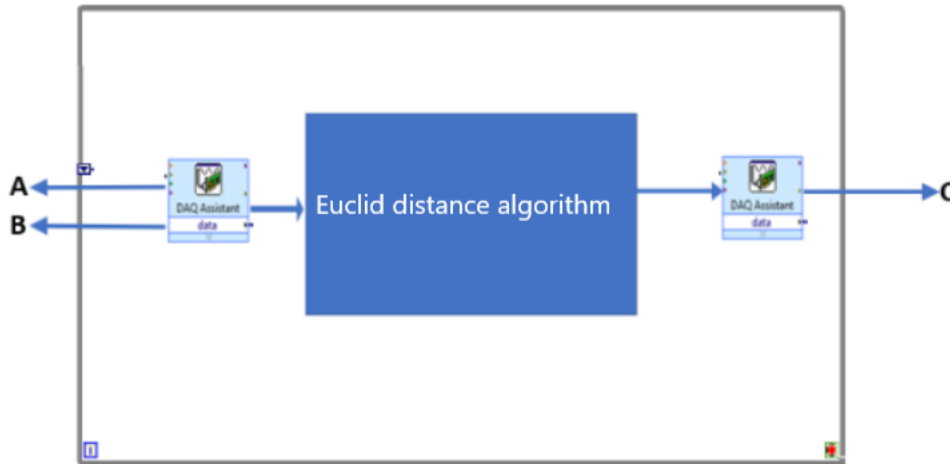 A
B
DAQ Assistant
data
Euclid distance algorithm
DAQ Assistant
data
C
i